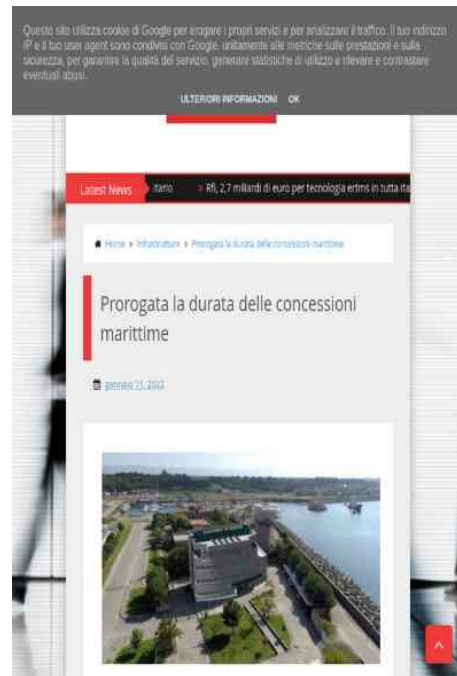 Questo sito utilizza cookie di Google per erogare i propri servizi e per analizzare il traffico. Il tuo indirizzo
IP e il tuo user agent sono condivisi con Google, unitamente alle metriche sulle prestazioni e sulla
sicurezza, per garantire la qualità del servizio, generare statistiche di utilizzo e rilevare e contrastare
eventuali abusi.
ULTERIORI INFORMAZIONI OK
Latest News itario > Rfi, 2,7 miliardi di euro per tecnologia ertms in tutta ita
Home > Infrastrutture > Prorogata la durata delle concessioni marittime
Prorogata la durata delle concessioni
marittime
gennaio 11, 2022